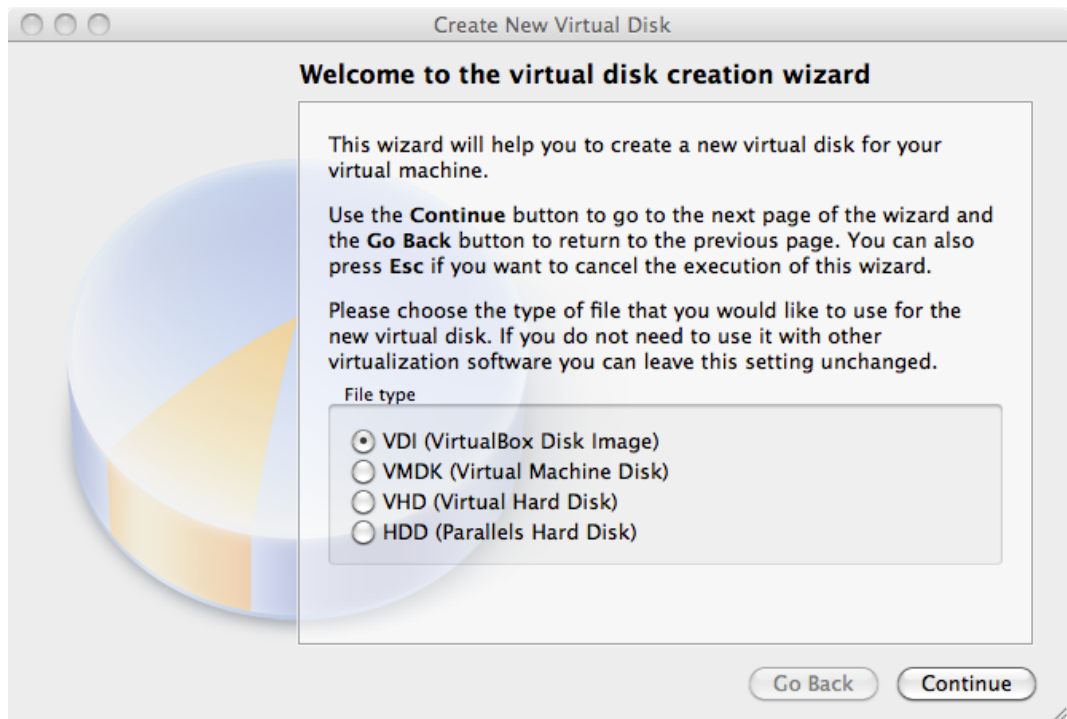 Create New Virtual Disk
Welcome to the virtual disk creation wizard
This wizard will help you to create a new virtual disk for your
virtual machine.
Use the Continue button to go to the next page of the wizard and
the Go Back button to return to the previous page. You can also
press Esc if you want to cancel the execution of this wizard.
Please choose the type of file that you would like to use for the
new virtual disk. If you do not need to use it with other
virtualization software you can leave this setting unchanged.
File type
VDI (VirtualBox Disk Image)
VMDK (Virtual Machine Disk)
VHD (Virtual Hard Disk)
HDD (Parallels Hard Disk)
Go Back
Continue